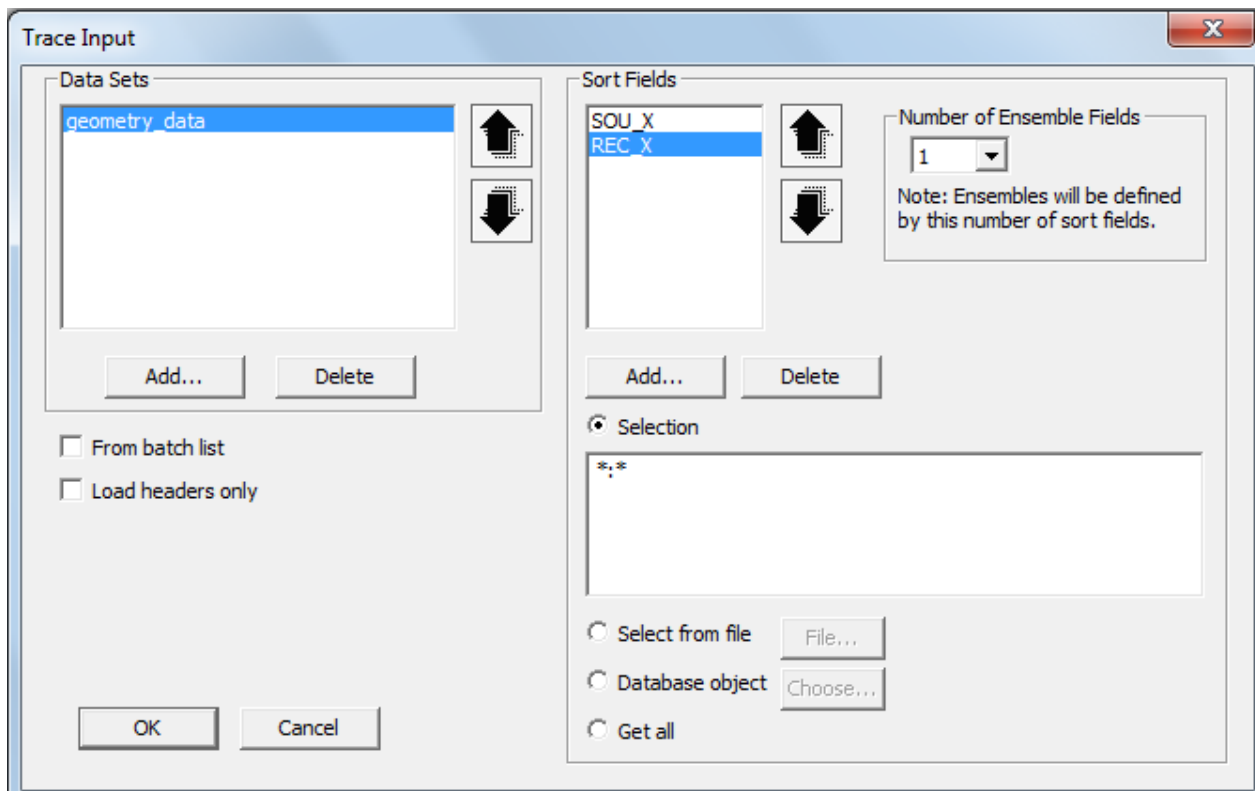 Trace Input
Data Sets
geometry_data
Add...
Delete
From batch list
Load headers only
OK
Cancel
Sort Fields
SOU_X
REC_X
Number of Ensemble Fields
1
Note: Ensembles will be defined
by this number of sort fields.
Add...
Delete
Selection
*:*
Select from file
File...
Database object
Choose...
Get all